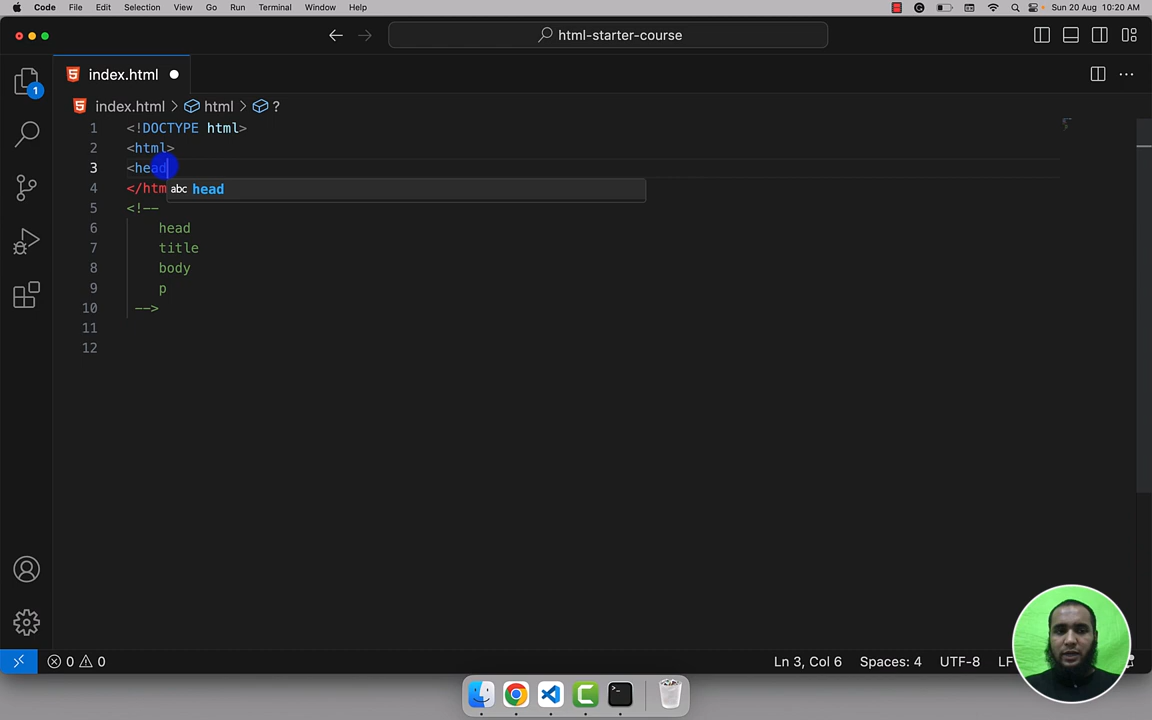 Code File Edit Selection View Go Run Terminal Window Help Sun 20 Aug 10:20 AM
html-starter-course
index.html
index.html > html > ?
1 <!DOCTYPE html>
2 <html>
3 <head
4 </htm
abc head
5 <!--
6 head
7 title
8 body
9 p
10 -->
11
12
1
0 0 Ln 3, Col 6 Spaces: 4 UTF-8 LF